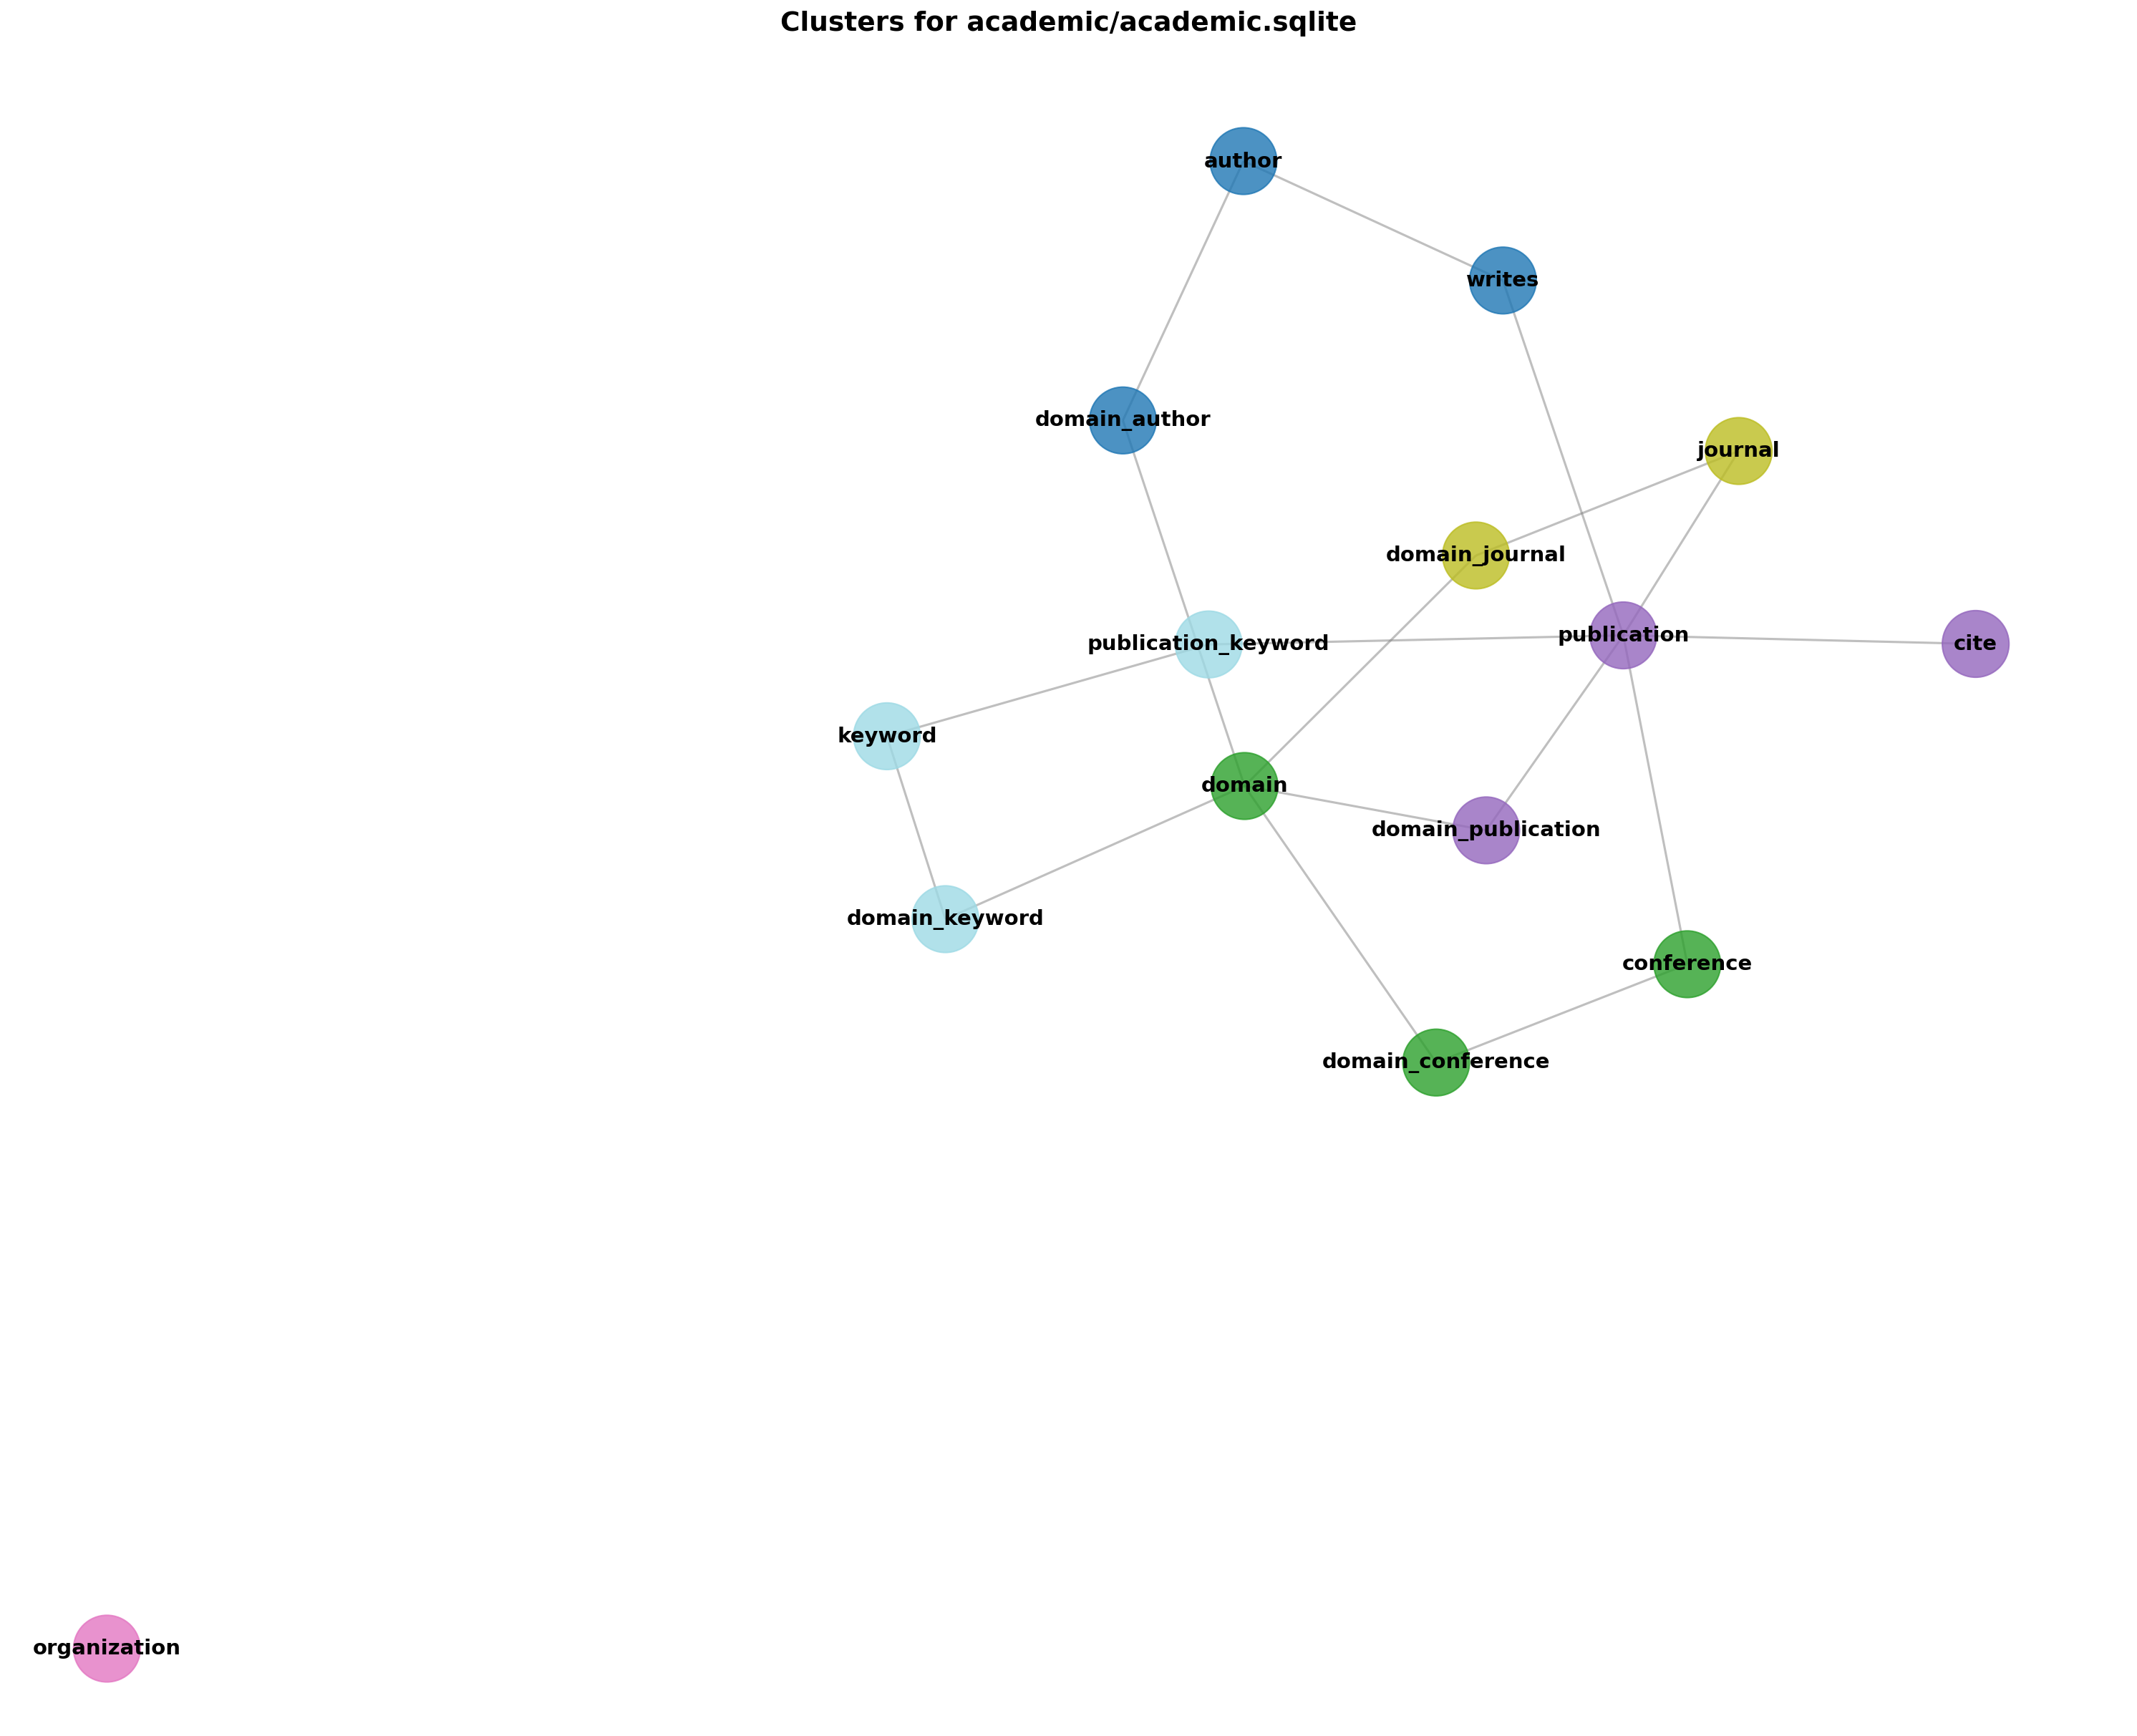 Clusters for academic/academic.sqlite
author
writes
domain_author
journal
domain_journal
publication
publication_keyword
cite
keyword
domain
domain_publication
domain_keyword
conference
domain_conference
organization